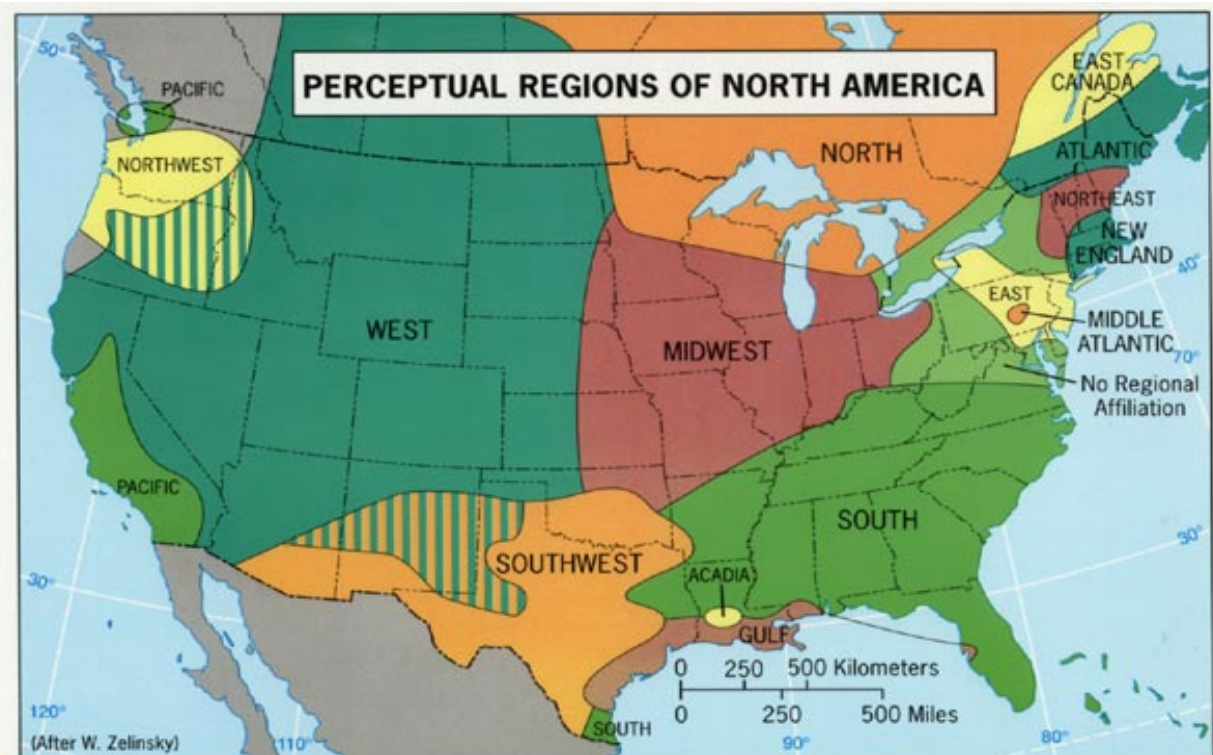 PERCEPTUAL REGIONS OF NORTH AMERICA
50°
PACIFIC
EAST
CANADA
NORTHWEST
NORTH
ATLANTIC
NORTHEAST
NEW
ENGLAND
40°
EAST
WEST
MIDWEST
MIDDLE
ATLANTIC
70°
No Regional
Affiliation
PACIFIC
SOUTH
30°
SOUTHWEST
30°
ACADIA
GULF
0 250 500 Kilometers
0 250 500 Miles
SOUTH
120°
(After W. Zelinsky)
110°
90°
80°